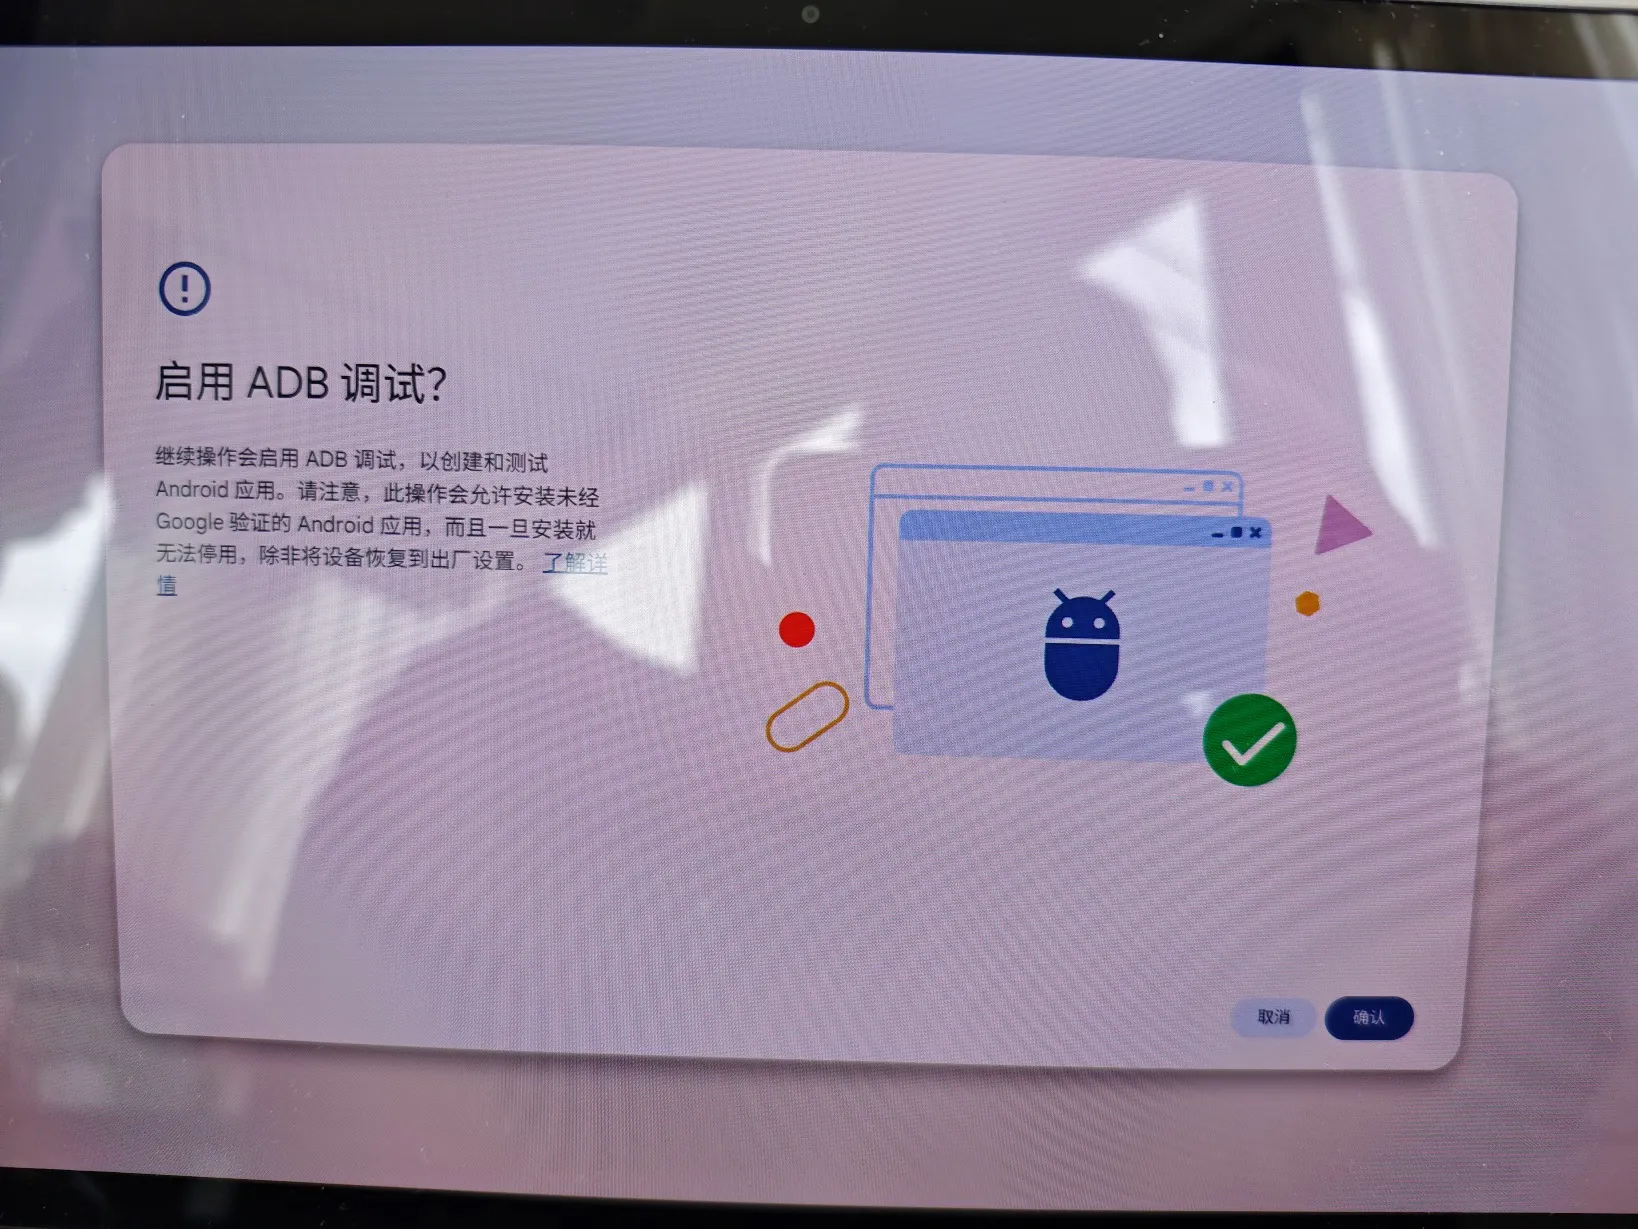 启用 ADB 调试？
继续操作会启用 ADB 调试，以创建和测试
Android 应用。请注意，此操作会允许安装未经
Google 验证的 Android 应用，而且一旦安装就
无法停用，除非将设备恢复到出厂设置。 了解详
情
取消
确认